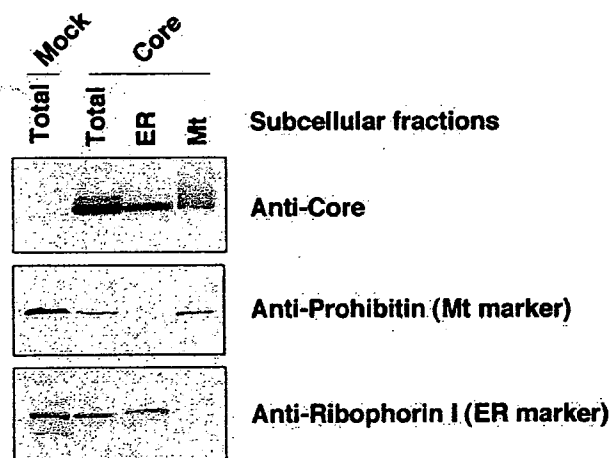 Mock
Core
Total
Total
ER
Mt
Subcellular fractions
Anti-Core
Anti-Prohibitin (Mt marker)
Anti-Ribophorin I (ER marker)